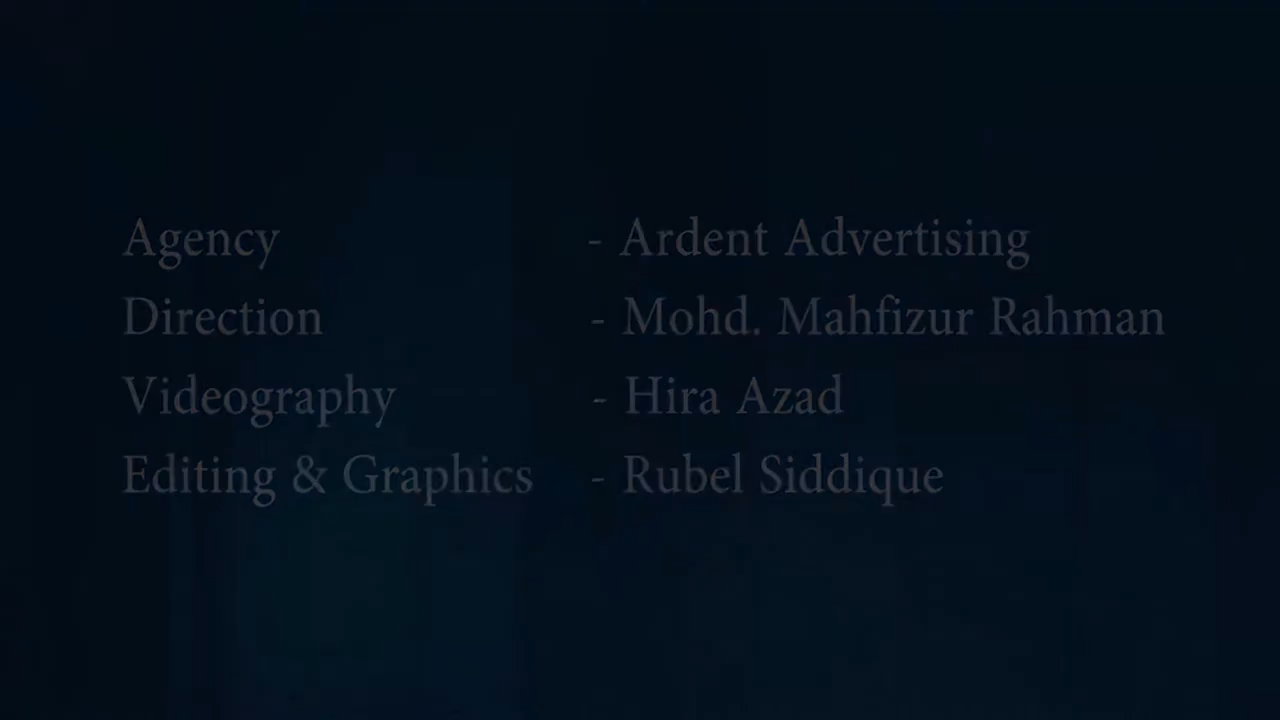 Agency - Ardent Advertising
Direction - Mohd. Mahfizur Rahman
Videography - Hira Azad
Editing & Graphics - Rubel Siddique